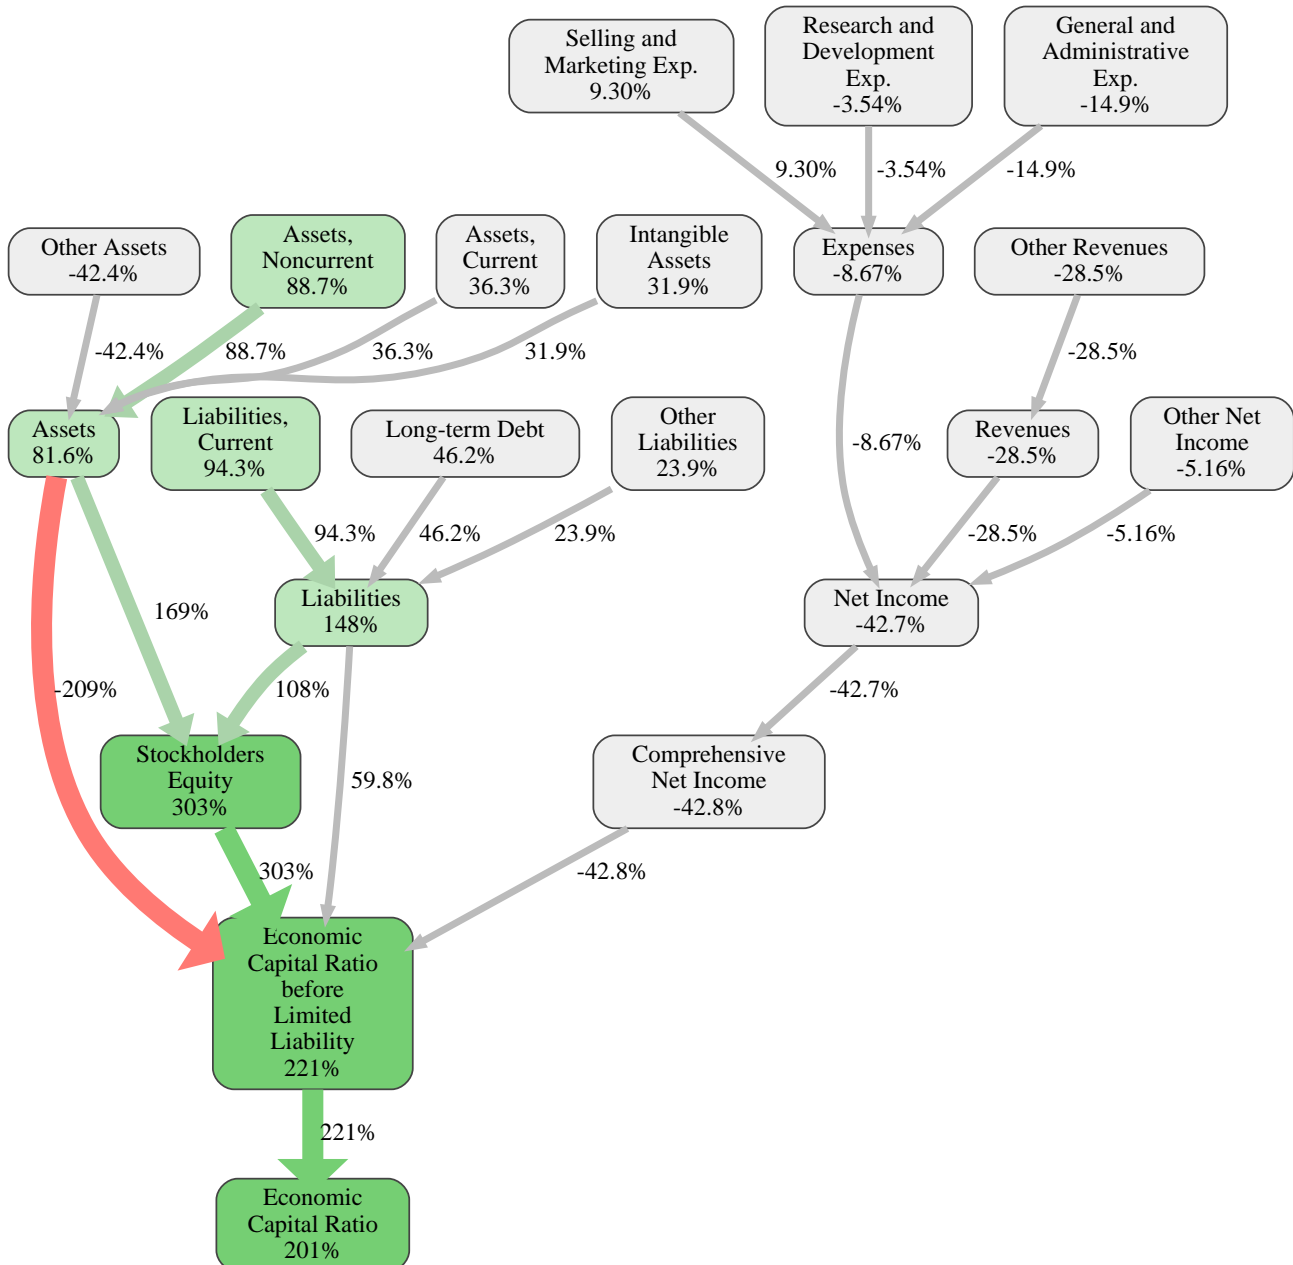 Selling and
Marketing Exp.
9.30%
Research and
Development
Exp.
-3.54%
General and
Administrative
Exp.
-14.9%
9.30%
-3.54%
-14.9%
Other Assets
-42.4%
Assets,
Noncurrent
88.7%
Assets,
Current
36.3%
Intangible
Assets
31.9%
Expenses
-8.67%
Other Revenues
-28.5%
-42.4%
88.7%
36.3%
31.9%
-28.5%
Assets
81.6%
Liabilities,
Current
94.3%
Long-term Debt
46.2%
Other
Liabilities
23.9%
-8.67%
Revenues
-28.5%
Other Net
Income
-5.16%
94.3%
46.2%
23.9%
-28.5%
-5.16%
169%
Liabilities
148%
Net Income
-42.7%
-209%
108%
-42.7%
Stockholders
Equity
303%
59.8%
Comprehensive
Net Income
-42.8%
303%
-42.8%
Economic
Capital Ratio
before
Limited
Liability
221%
221%
Economic
Capital Ratio
201%